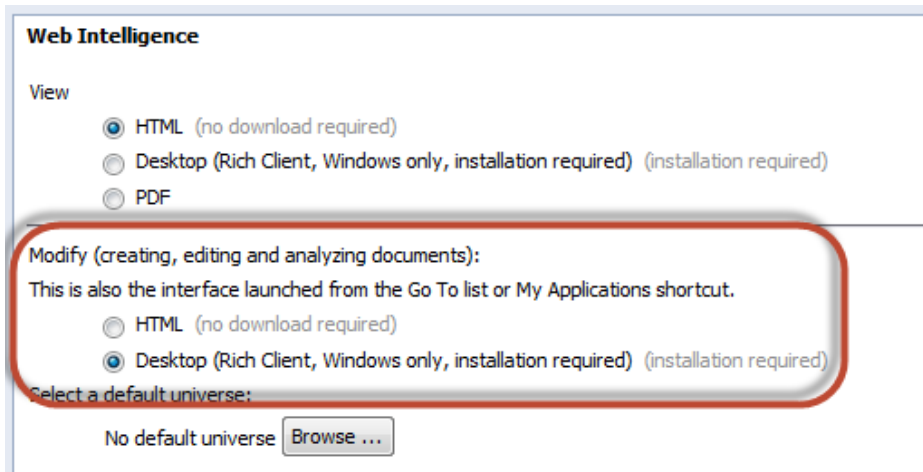 Web Intelligence
View
HTML (no download required)
Desktop (Rich Client, Windows only, installation required) (installation required)
PDF
Modify (creating, editing and analyzing documents):
This is also the interface launched from the Go To list or My Applications shortcut.
HTML (no download required)
Desktop (Rich Client, Windows only, installation required) (installation required)
Select a default universe:
No default universe Browse ...